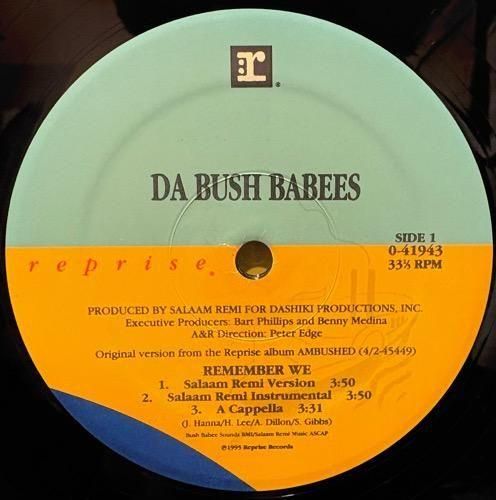 r®
DA BUSH BABEES
SIDE 1
0-41943
33⅓ RPM
reprise®
PRODUCED BY SALAAM REMI FOR DASHIKI PRODUCTIONS, INC.
Executive Producers: Bart Phillips and Benny Medina
A&R Direction: Peter Edge
Original version from the Reprise album AMBUSHED (4/2-45449)
REMEMBER WE
1. Salaam Remi Version 3:50
2. Salaam Remi Instrumental 3:50
3. A Cappella 3:31
(J. Hanna/H. Lee/A. Dillon/S. Gibbs)
Bush Babee Sounds BMI/Salaam Remi Music ASCAP
℗1995 Reprise Records